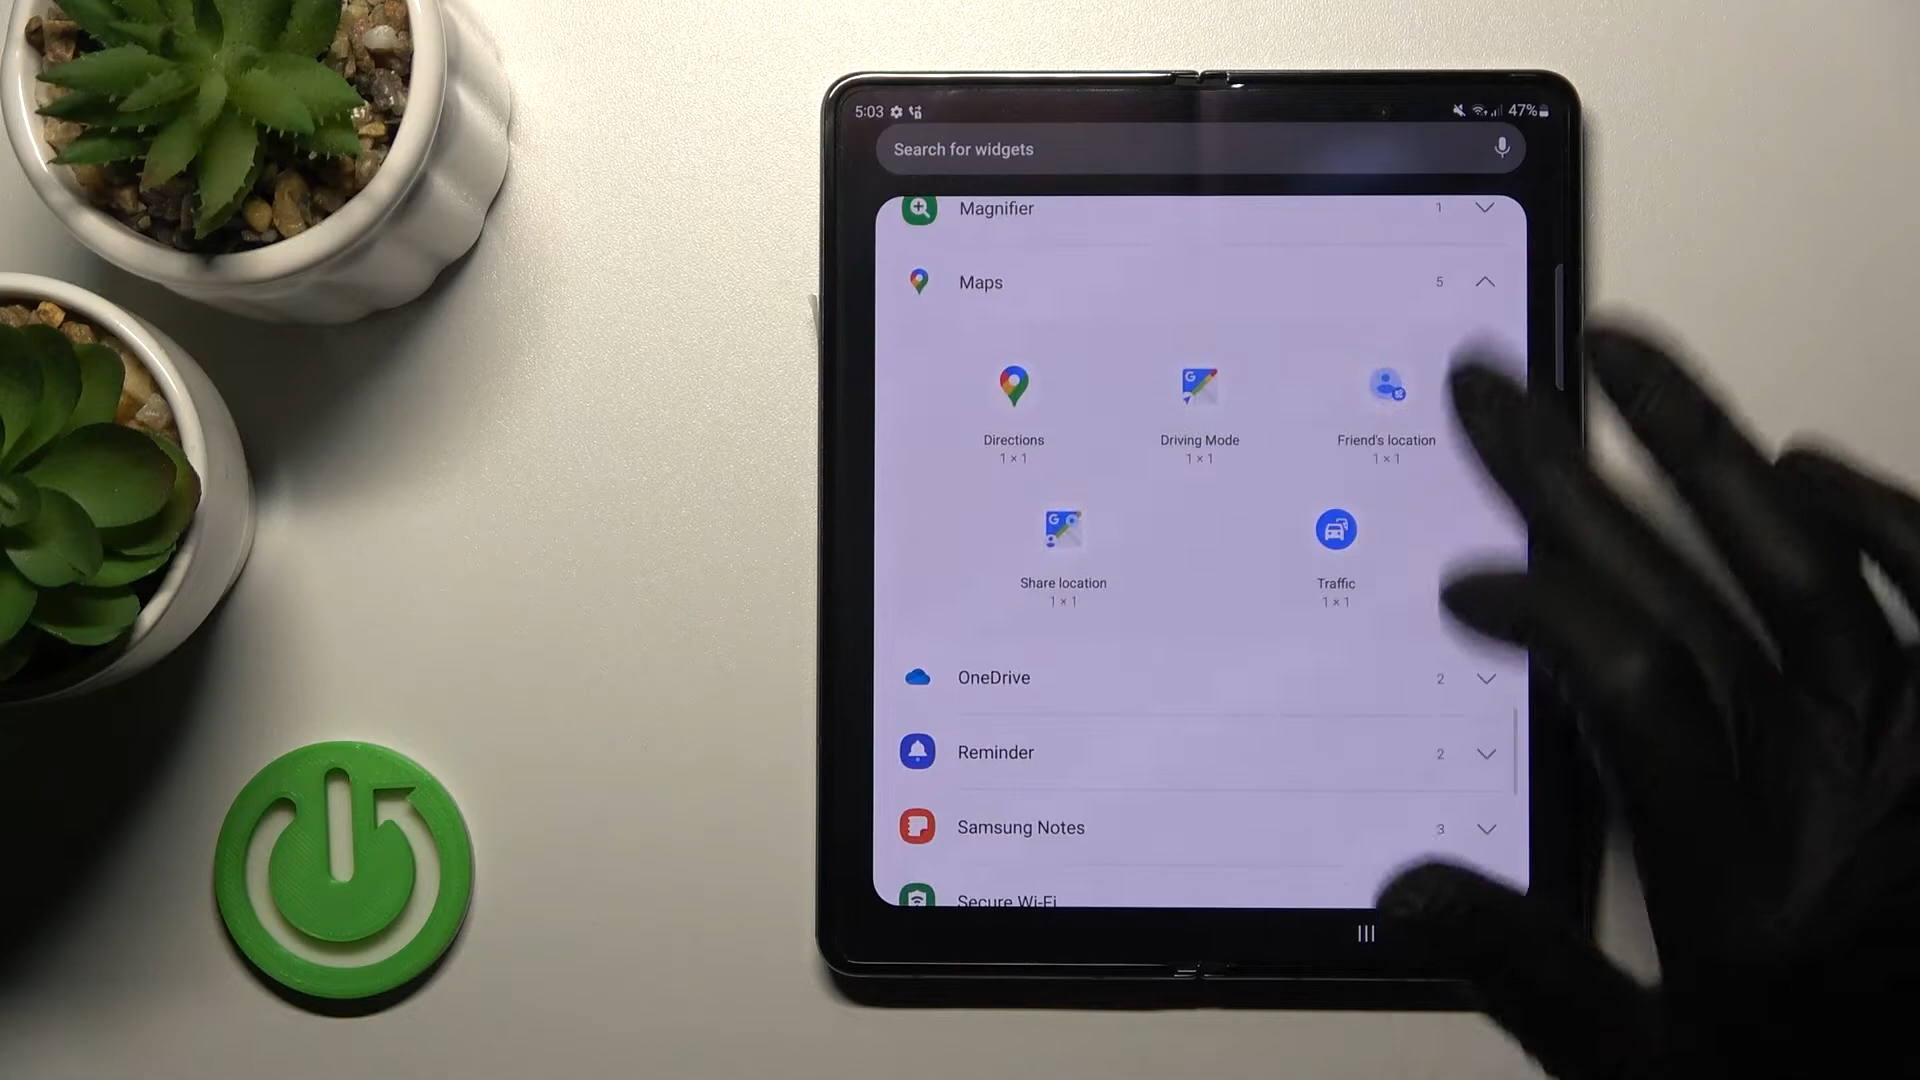 5:03 47%
Search for widgets
Magnifier 1
Maps 5
Directions Driving Mode Friend's location
1 × 1 1 × 1 1 × 1
Share location Traffic
1 × 1 1 × 1
OneDrive 2
Reminder 2
Samsung Notes 3
Secure Wi-Fi